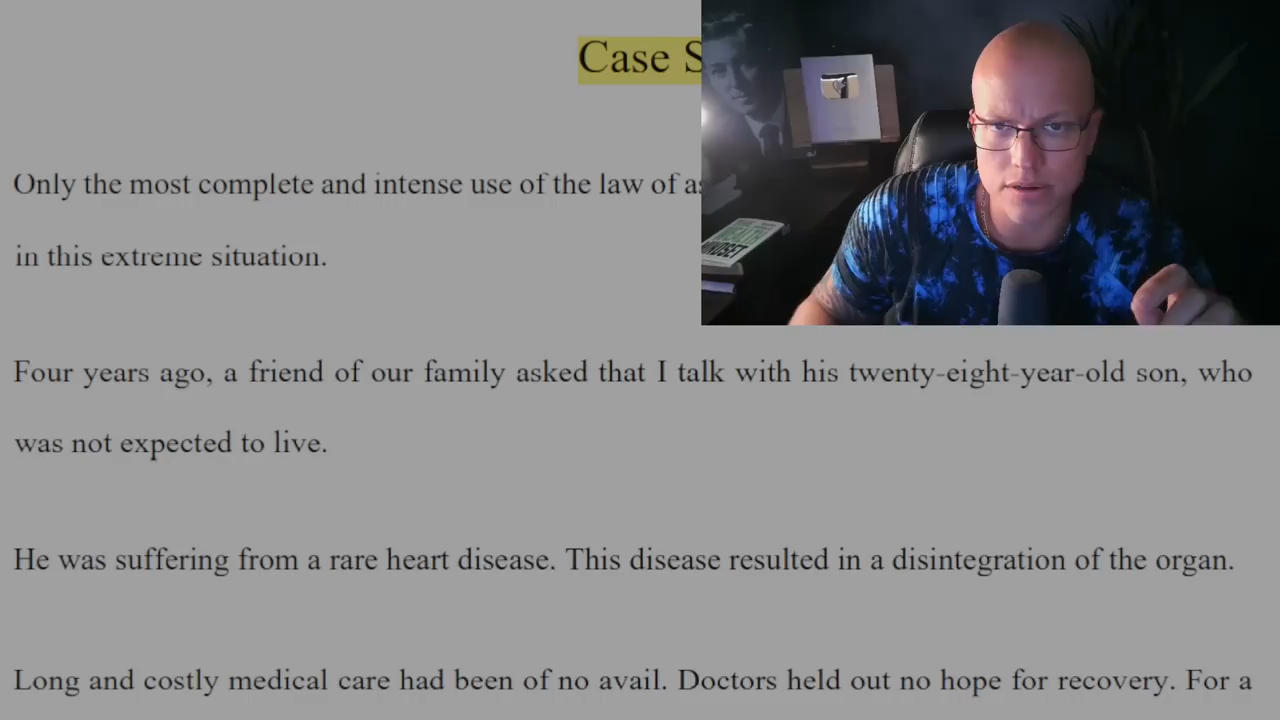 Case S
Only the most complete and intense use of the law of as
in this extreme situation.
MINDSET
Four years ago, a friend of our family asked that I talk with his twenty-eight-year-old son, who
was not expected to live.
He was suffering from a rare heart disease. This disease resulted in a disintegration of the organ.
Long and costly medical care had been of no avail. Doctors held out no hope for recovery. For a